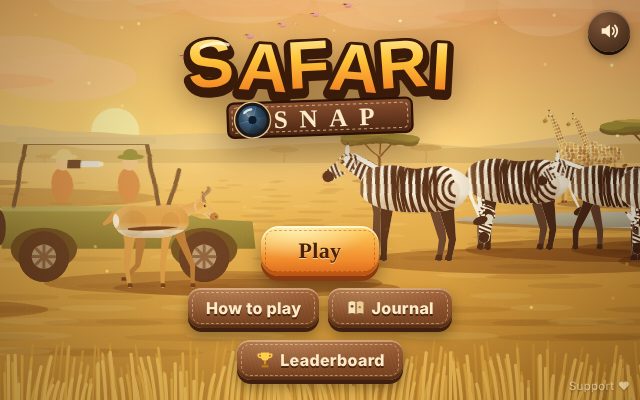 SAFARI
SNAP
Play
How to play
Journal
Leaderboard
Support